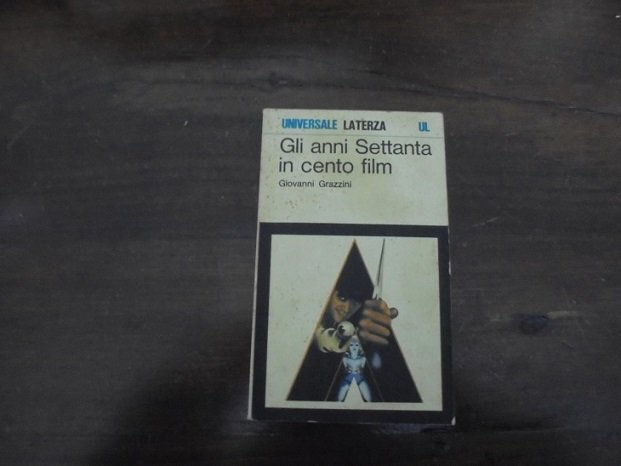 UNIVERSALE LATERZA UL
Gli anni Settanta
in cento film
Giovanni Grazzini